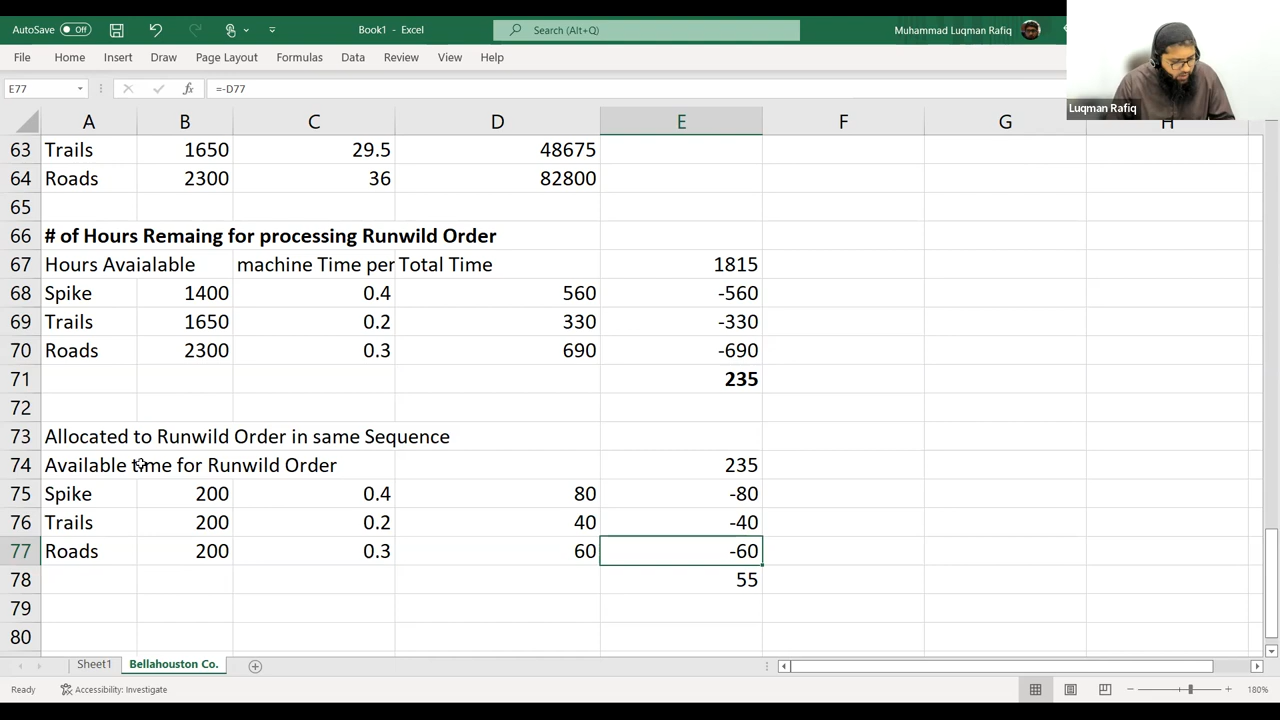 AutoSave Off Book1 - Excel Search (Alt+Q) Muhammad Luqman Rafiq
File Home Insert Draw Page Layout Formulas Data Review View Help
E77 fx =-D77
Luqman Rafiq
A B C D E F G H
63 Trails 1650 29.5 48675
64 Roads 2300 36 82800
65
66 # of Hours Remaing for processing Runwild Order
67 Hours Avaialable machine Time per Total Time 1815
68 Spike 1400 0.4 560 -560
69 Trails 1650 0.2 330 -330
70 Roads 2300 0.3 690 -690
71 235
72
73 Allocated to Runwild Order in same Sequence
74 Available time for Runwild Order 235
75 Spike 200 0.4 80 -80
76 Trails 200 0.2 40 -40
77 Roads 200 0.3 60 -60
78 55
79
80
Sheet1 Bellahouston Co.
Ready Accessibility: Investigate 180%